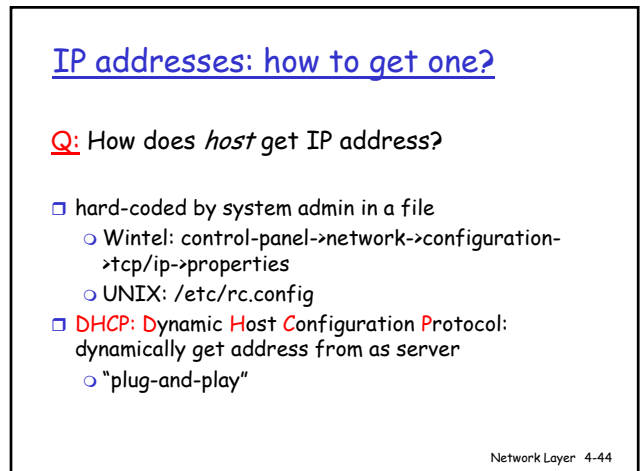 IP addresses: how to get one?
Q: How does host get IP address?
hard-coded by system admin in a file
Wintel: control-panel->network->configuration-
>tcp/ip->properties
UNIX: /etc/rc.config
DHCP: Dynamic Host Configuration Protocol:
dynamically get address from as server
"plug-and-play"
Network Layer 4-44